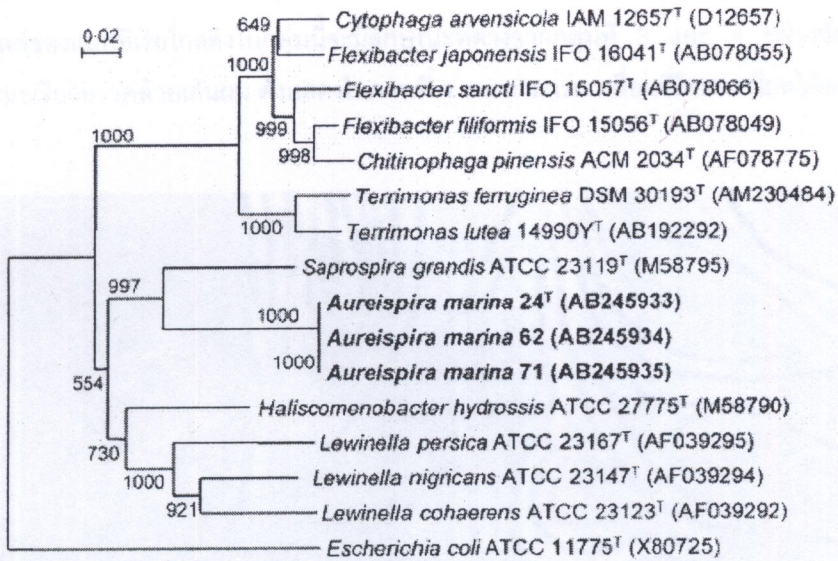 0·02
649
Cytophaga arvensicola IAM 12657ᵀ (D12657)
1000
Flexibacter japonensis IFO 16041ᵀ (AB078055)
Flexibacter sancti IFO 15057ᵀ (AB078066)
999
Flexibacter filiformis IFO 15056ᵀ (AB078049)
1000
998
Chitinophaga pinensis ACM 2034ᵀ (AF078775)
Terrimonas ferruginea DSM 30193ᵀ (AM230484)
1000
Terrimonas lutea 14990Yᵀ (AB192292)
Saprospira grandis ATCC 23119ᵀ (M58795)
997
Aureispira marina 24ᵀ (AB245933)
1000
Aureispira marina 62 (AB245934)
1000
Aureispira marina 71 (AB245935)
554
Haliscomenobacter hydrossis ATCC 27775ᵀ (M58790)
730
Lewinella persica ATCC 23167ᵀ (AF039295)
1000
Lewinella nigricans ATCC 23147ᵀ (AF039294)
921
Lewinella cohaerens ATCC 23123ᵀ (AF039292)
Escherichia coli ATCC 11775ᵀ (X80725)